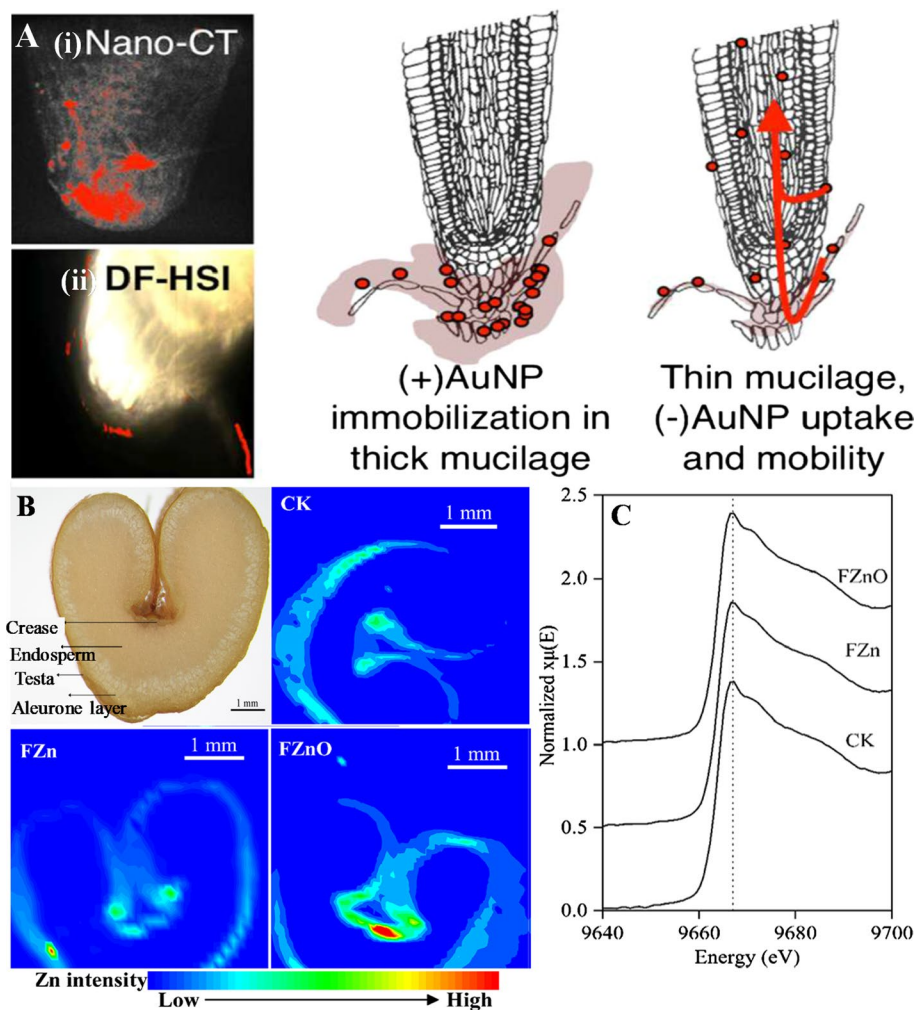 A (i) Nano-CT
(ii) DF-HSI
(+)AuNP
immobilization in
thick mucilage
Thin mucilage,
(-)AuNP uptake
and mobility
B
Crease
Endosperm
Testa
Aleurone layer
1 mm
CK
1 mm
FZn
1 mm
FZnO
1 mm
Zn intensity
Low
High
C
Normalized xμ(E)
2.5
2.0
1.5
1.0
0.5
0.0
FZnO
FZn
CK
9640
9660
9680
9700
Energy (eV)